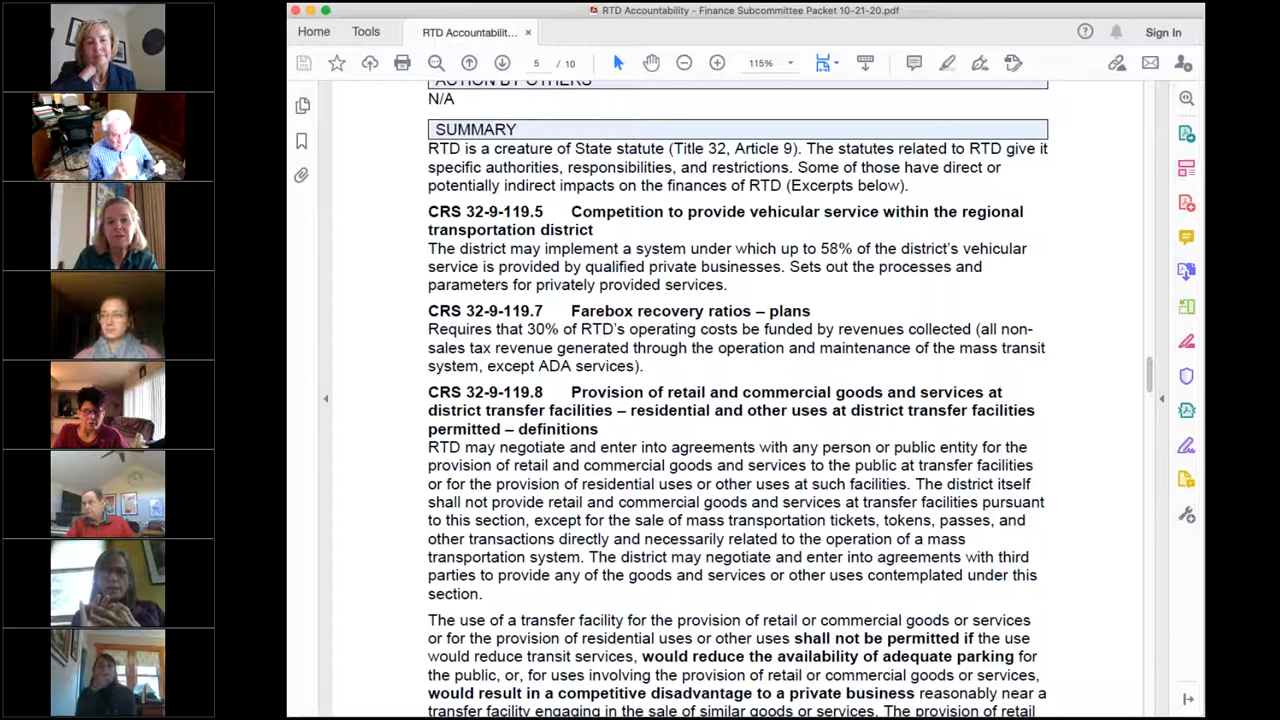 RTD Accountability - Finance Subcommittee Packet 10-21-20.pdf
Home
Tools
RTD Accountabilit...
Sign In
5 / 10
115%
ACTION BY OTHERS
N/A
SUMMARY
RTD is a creature of State statute (Title 32, Article 9). The statutes related to RTD give it
specific authorities, responsibilities, and restrictions. Some of those have direct or
potentially indirect impacts on the finances of RTD (Excerpts below).
CRS 32-9-119.5 Competition to provide vehicular service within the regional
transportation district
The district may implement a system under which up to 58% of the district's vehicular
service is provided by qualified private businesses. Sets out the processes and
parameters for privately provided services.
CRS 32-9-119.7 Farebox recovery ratios – plans
Requires that 30% of RTD's operating costs be funded by revenues collected (all non-
sales tax revenue generated through the operation and maintenance of the mass transit
system, except ADA services).
CRS 32-9-119.8 Provision of retail and commercial goods and services at
district transfer facilities – residential and other uses at district transfer facilities
permitted – definitions
RTD may negotiate and enter into agreements with any person or public entity for the
provision of retail and commercial goods and services to the public at transfer facilities
or for the provision of residential uses or other uses at such facilities. The district itself
shall not provide retail and commercial goods and services at transfer facilities pursuant
to this section, except for the sale of mass transportation tickets, tokens, passes, and
other transactions directly and necessarily related to the operation of a mass
transportation system. The district may negotiate and enter into agreements with third
parties to provide any of the goods and services or other uses contemplated under this
section.
The use of a transfer facility for the provision of retail or commercial goods or services
or for the provision of residential uses or other uses shall not be permitted if the use
would reduce transit services, would reduce the availability of adequate parking for
the public, or, for uses involving the provision of retail or commercial goods or services,
would result in a competitive disadvantage to a private business reasonably near a
transfer facility engaging in the sale of similar goods or services. The provision of retail